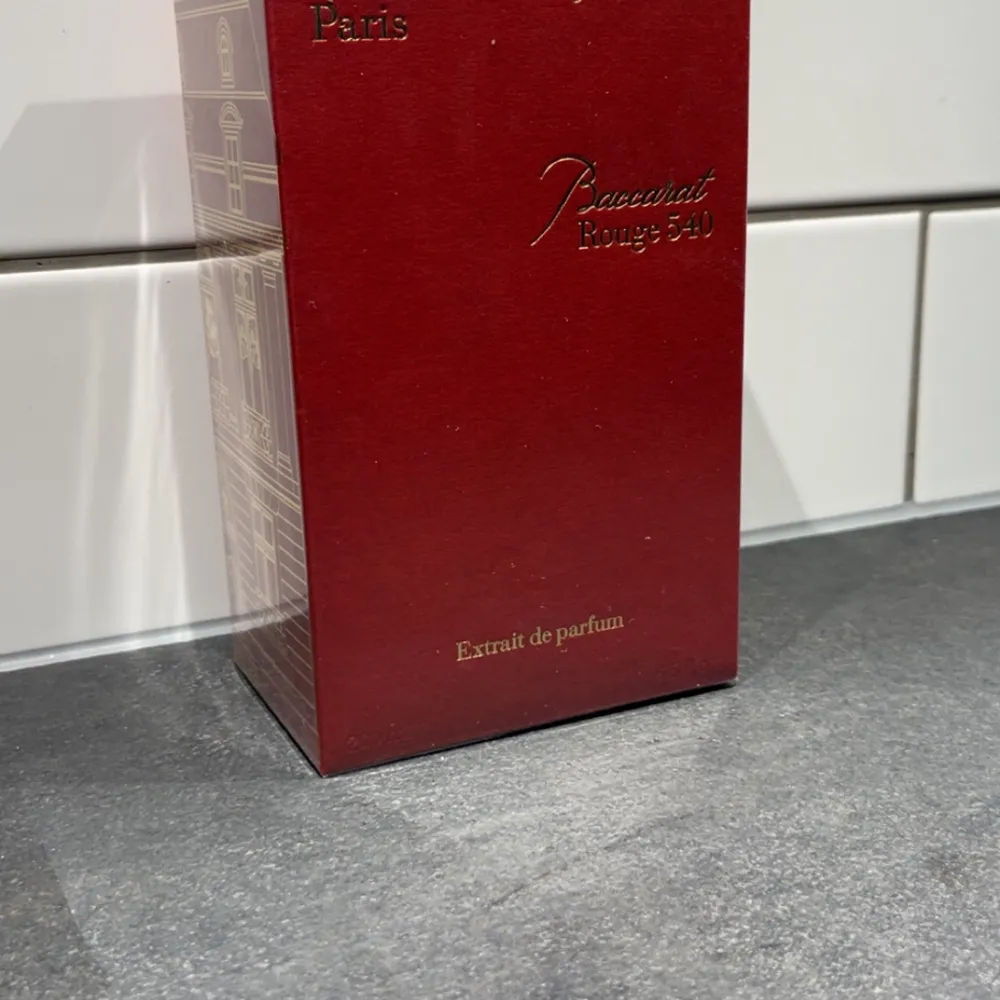 Paris
Baccarat
Rouge 540
Extrait de parfum